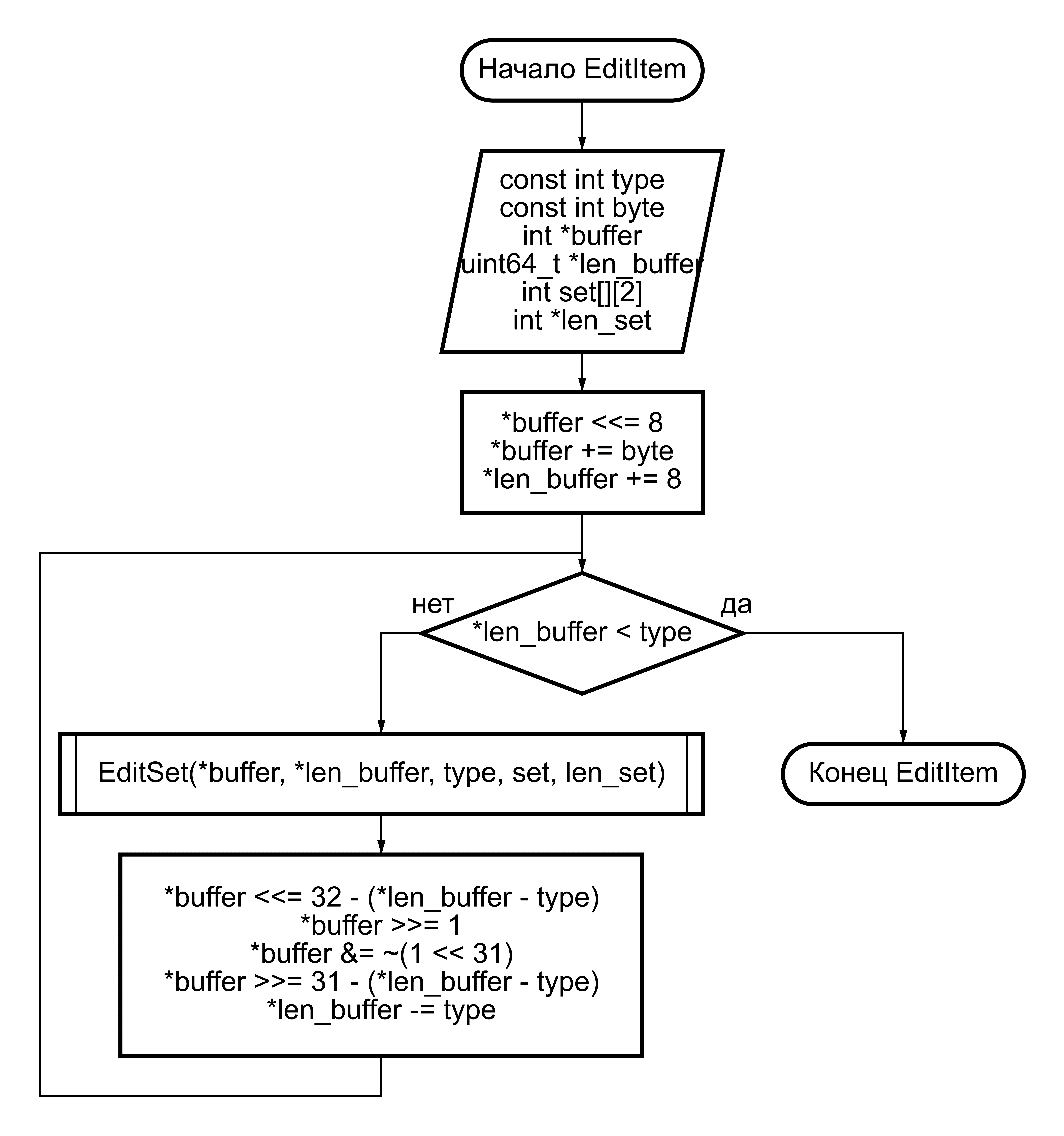 Начало EditItem
const int type
const int byte
int *buffer
uint64_t *len_buffer
int set[][2]
int *len_set
*buffer <<= 8
*buffer += byte
*len_buffer += 8
нет
да
*len_buffer < type
EditSet(*buffer, *len_buffer, type, set, len_set)
Конец EditItem
*buffer <<= 32 - (*len_buffer - type)
*buffer >>= 1
*buffer &= ~(1 << 31)
*buffer >>= 31 - (*len_buffer - type)
*len_buffer -= type